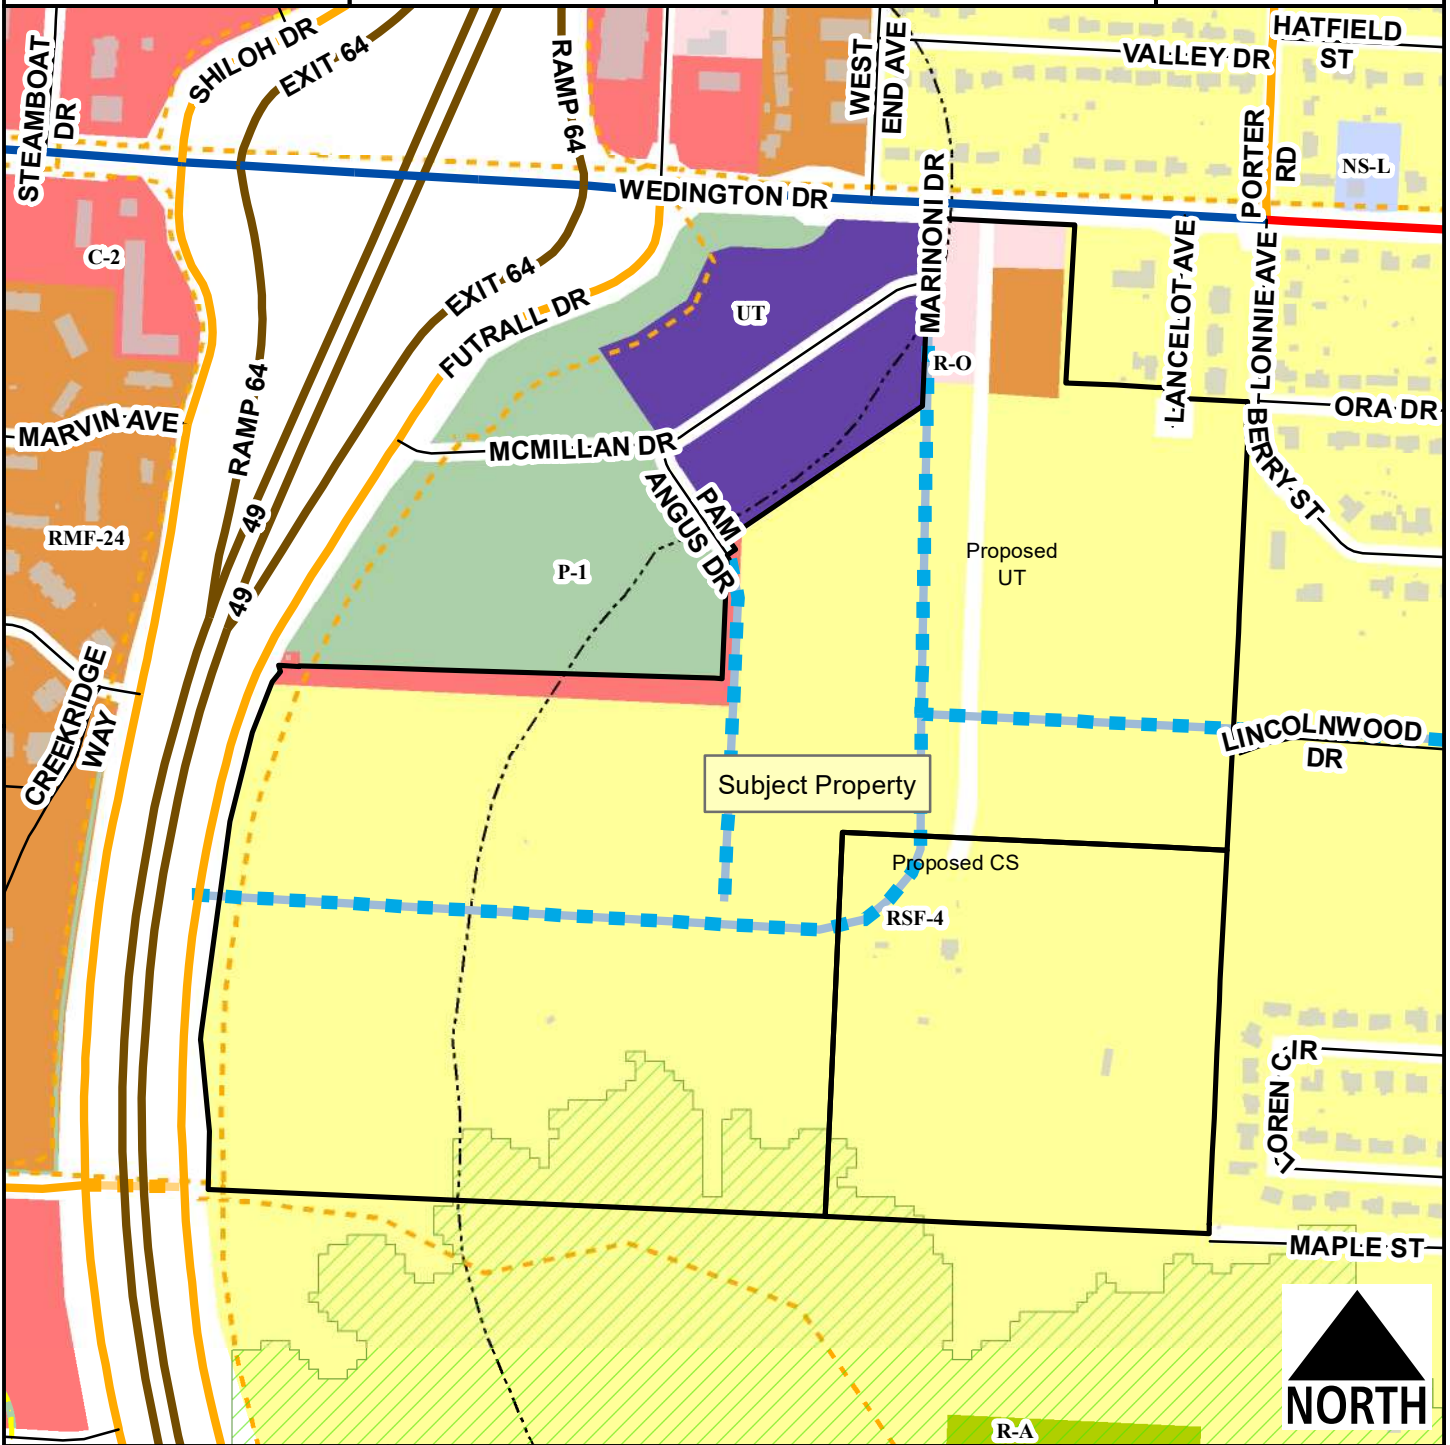 SHILOH DR
EXIT 64
RAMP 64
WEST
END AVE
VALLEY DR
HATFIELD
ST
STEAMBOAT
DR
PORTER
RD
NS-L
WEDINGTON DR
MARINONI DR
C-2
EXIT 64
FUTRALL DR
UT
LANCELOT AVE
LONNIE AVE
R-O
RAMP 64
MARVIN AVE
MCMILLAN DR
ORA DR
BERRY ST
PAM
ANGUS DR
49
RMF-24
P-1
Proposed
UT
49
CREEKRIDGE
WAY
LINCOLNWOOD
DR
Subject Property
Proposed CS
RSF-4
LOREN CIR
MAPLE ST
NORTH
R-A